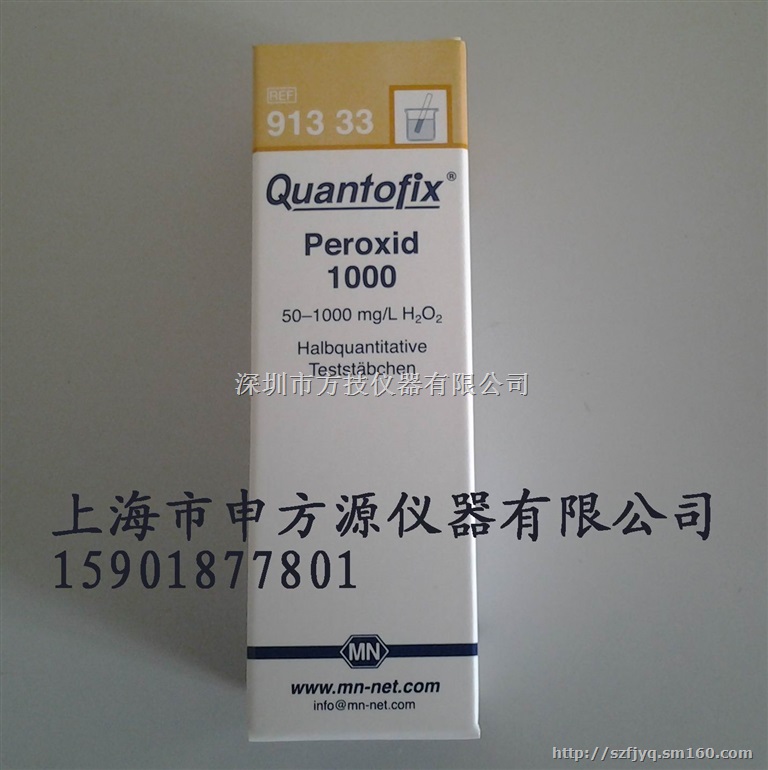 REF
913 33
Quantofix®
Peroxid
1000
50–1000 mg/L H₂O₂
Halbquantitative
Teststäbchen
深圳市方技仪器有限公司
上海市申方源仪器有限公司
15901877801
MN
www.mn-net.com
info@mn-net.com
http://szfjyq.sm160.com